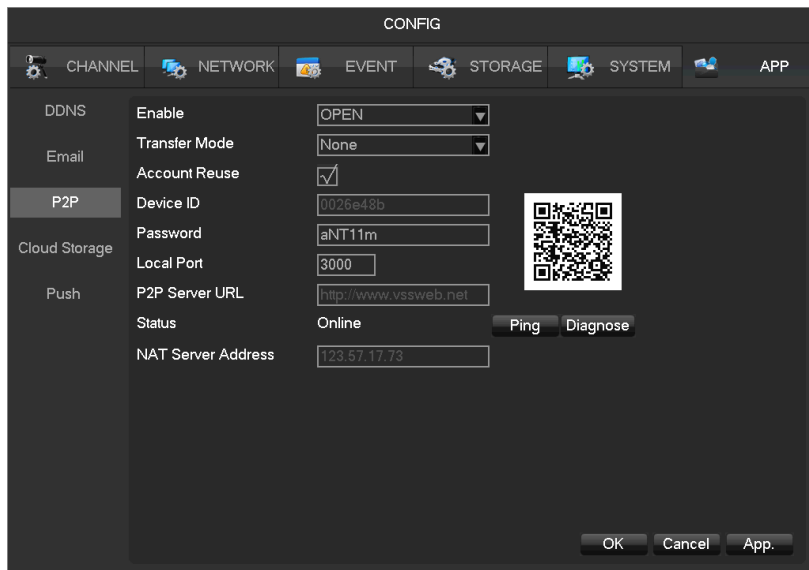 CONFIG
CHANNEL NETWORK EVENT STORAGE SYSTEM APP
DDNS
Email
P2P
Cloud Storage
Push
Enable OPEN
Transfer Mode None
Account Reuse
Device ID 0026e48b
Password aNT11m
Local Port 3000
P2P Server URL http://www.vssweb.net
Status Online Ping Diagnose
NAT Server Address 123.57.17.73
OK Cancel App.